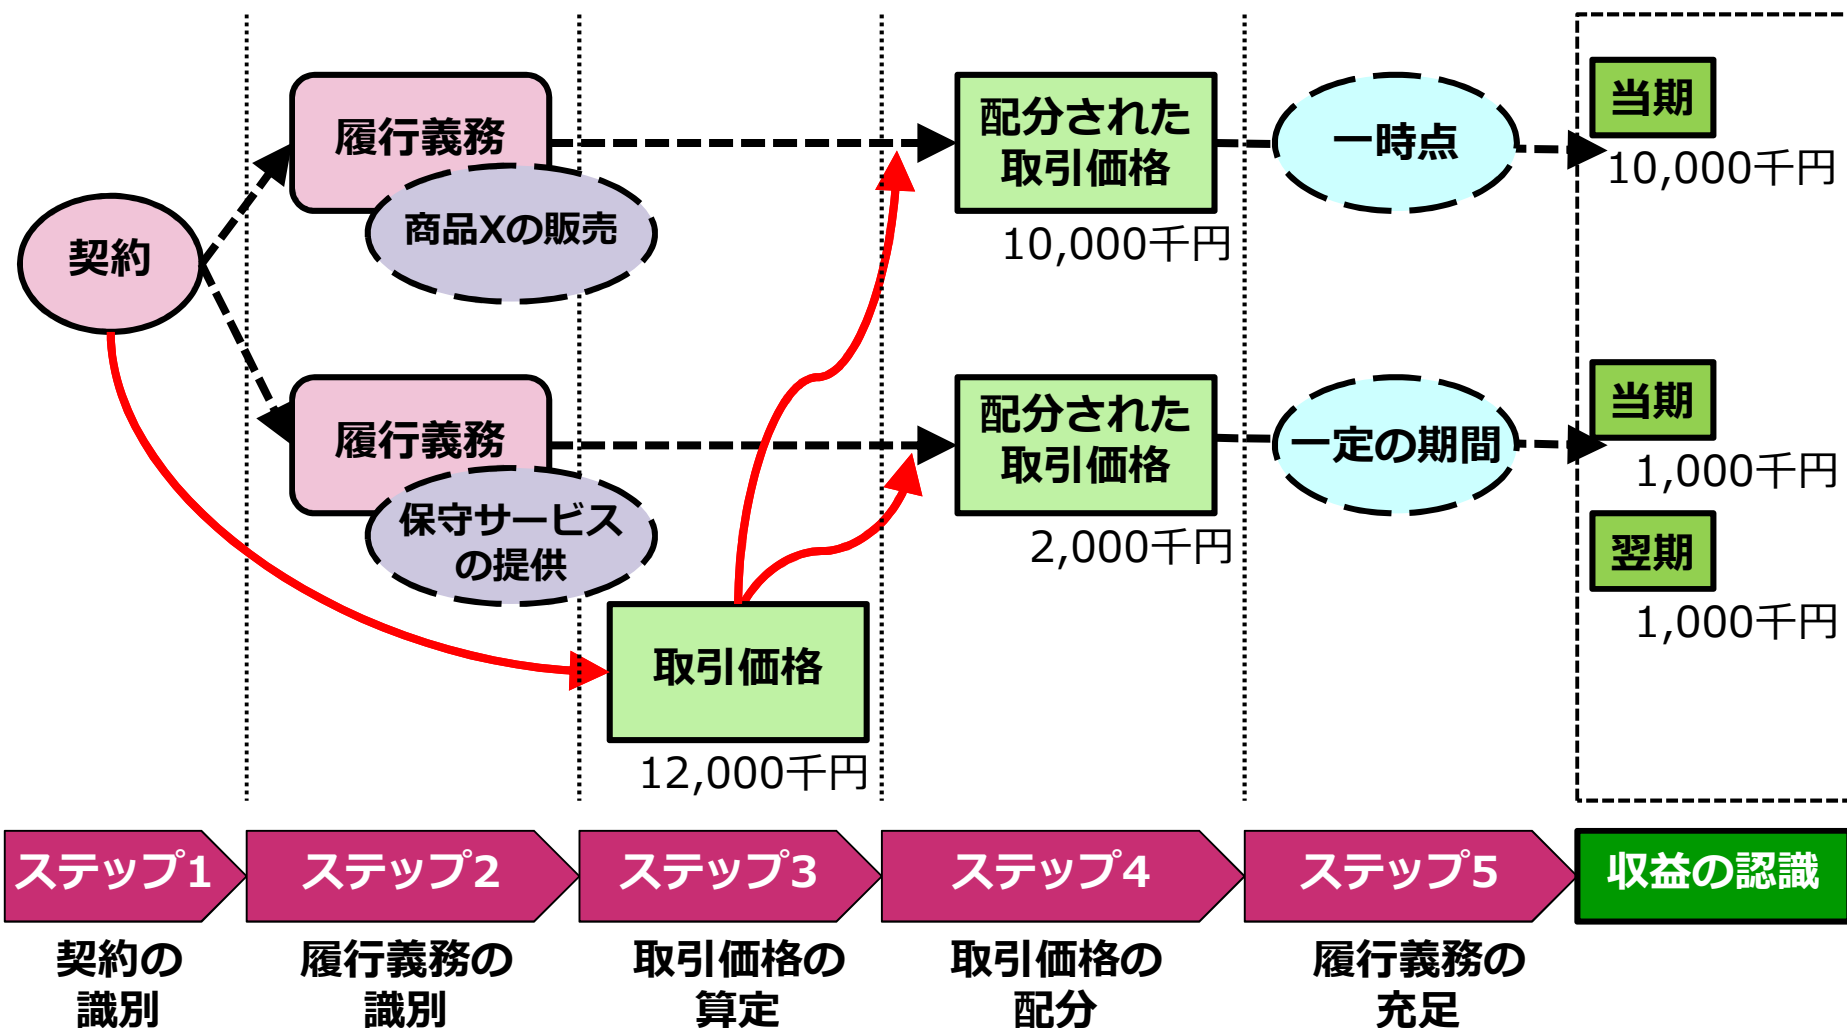 契約
履行義務
商品Xの販売
履行義務
保守サービス
の提供
取引価格
12,000千円
配分された
取引価格
10,000千円
配分された
取引価格
2,000千円
一時点
一定の期間
当期
10,000千円
当期
1,000千円
翌期
1,000千円
ステップ1
ステップ2
ステップ3
ステップ4
ステップ5
収益の認識
契約の
識別
履行義務の
識別
取引価格の
算定
取引価格の
配分
履行義務の
充足